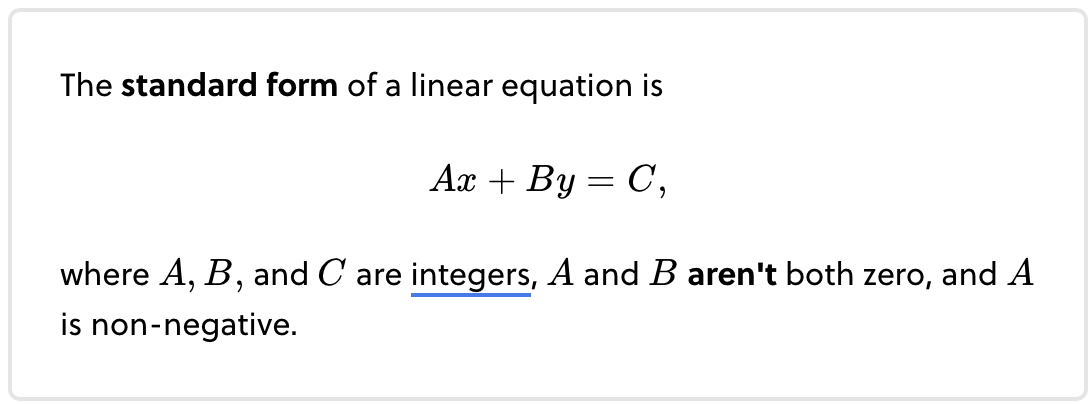 The standard form of a linear equation is
Ax + By = C,
where A, B, and C are integers, A and B aren't both zero, and A
is non-negative.